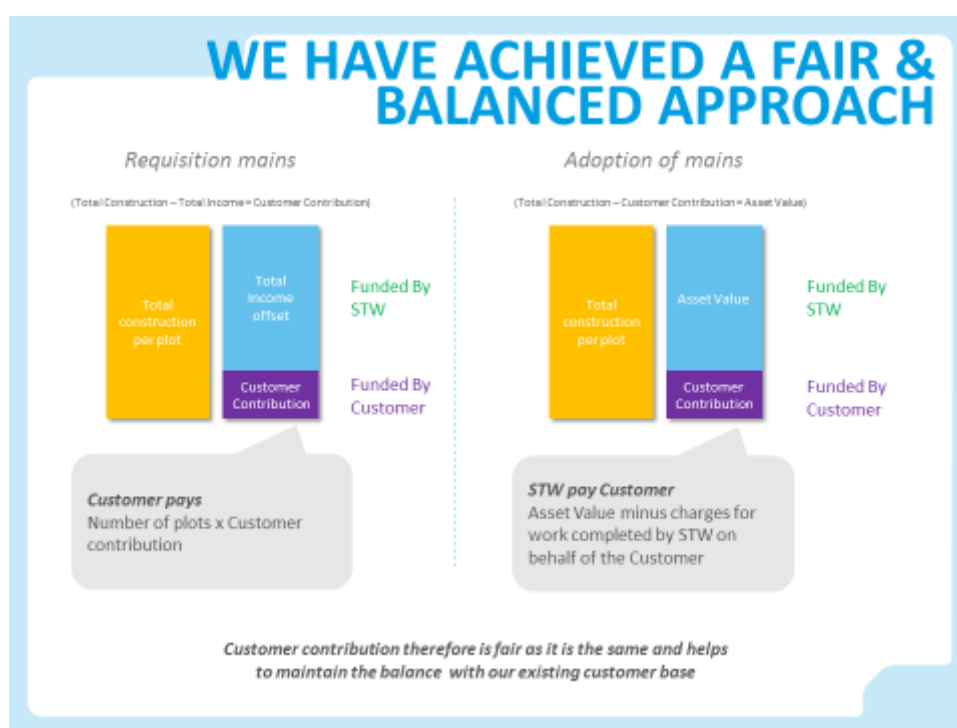 WE HAVE ACHIEVED A FAIR &
BALANCED APPROACH
Requisition mains
(Total Construction – Total Income = Customer Contribution)
Total
construction
per plot
Total
Income
offset
Customer
Contribution
Funded By
STW
Funded By
Customer
Customer pays
Number of plots x Customer
contribution
Adoption of mains
(Total Construction – Customer Contribution = Asset Value)
Total
construction
per plot
Asset Value
Customer
Contribution
Funded By
STW
Funded By
Customer
STW pay Customer
Asset Value minus charges for
work completed by STW on
behalf of the Customer
Customer contribution therefore is fair as it is the same and helps
to maintain the balance with our existing customer base